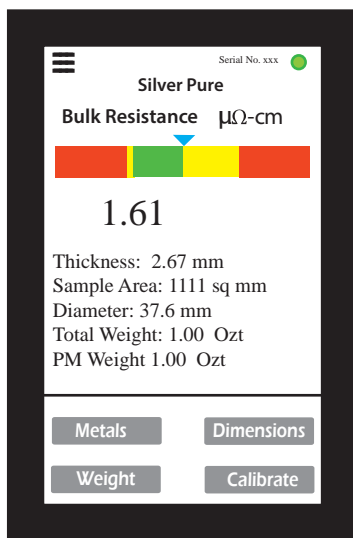 Serial No. xxx
Silver Pure
Bulk Resistance μΩ-cm
1.61
Thickness: 2.67 mm
Sample Area: 1111 sq mm
Diameter: 37.6 mm
Total Weight: 1.00 Ozt
PM Weight 1.00 Ozt
Metals Dimensions
Weight Calibrate